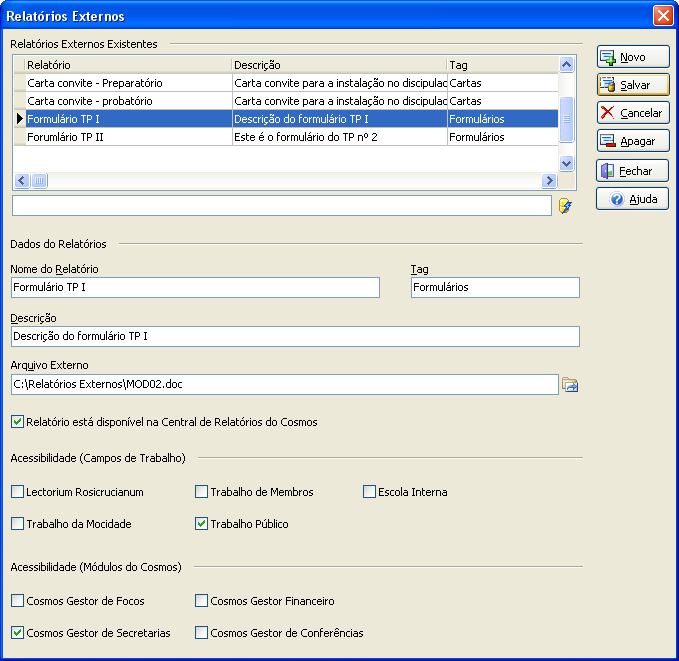 Relatórios Externos
Relatórios Externos Existentes
Relatório Descrição Tag
Carta convite - Preparatório Carta convite para a instalação no discipulac Cartas
Carta convite - probatório Carta convite para a instalação no discipulac Cartas
Formulário TP I Descrição do formulário TP I Formulários
Forumlário TP II Este é o formulário do TP nº 2 Formulários
Novo
Salvar
Cancelar
Apagar
Fechar
Ajuda
Dados do Relatórios
Nome do Relatório Tag
Formulário TP I Formulários
Descrição
Descrição do formulário TP I
Arquivo Externo
C:\Relatórios Externos\MOD02.doc
Relatório está disponível na Central de Relatórios do Cosmos
Acessibilidade (Campos de Trabalho)
Lectorium Rosicrucianum Trabalho de Membros Escola Interna
Trabalho da Mocidade Trabalho Público
Acessibilidade (Módulos do Cosmos)
Cosmos Gestor de Focos Cosmos Gestor Financeiro
Cosmos Gestor de Secretarias Cosmos Gestor de Conferências